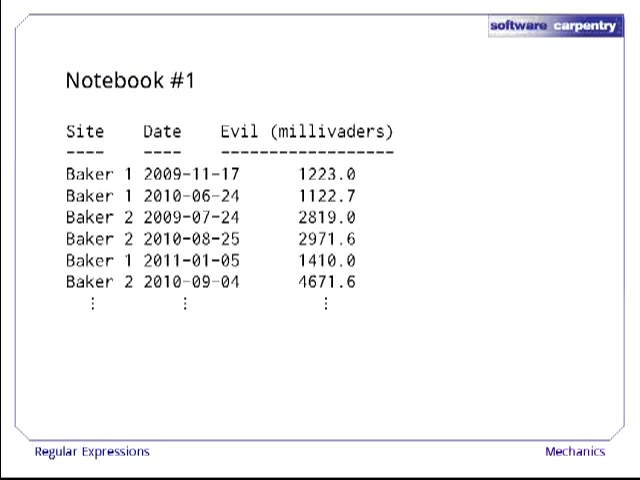 software carpentry
Notebook #1
Site Date Evil (millivaders)
---- ---- ------------------
Baker 1 2009-11-17 1223.0
Baker 1 2010-06-24 1122.7
Baker 2 2009-07-24 2819.0
Baker 2 2010-08-25 2971.6
Baker 1 2011-01-05 1410.0
Baker 2 2010-09-04 4671.6
⋮ ⋮ ⋮
Regular Expressions Mechanics